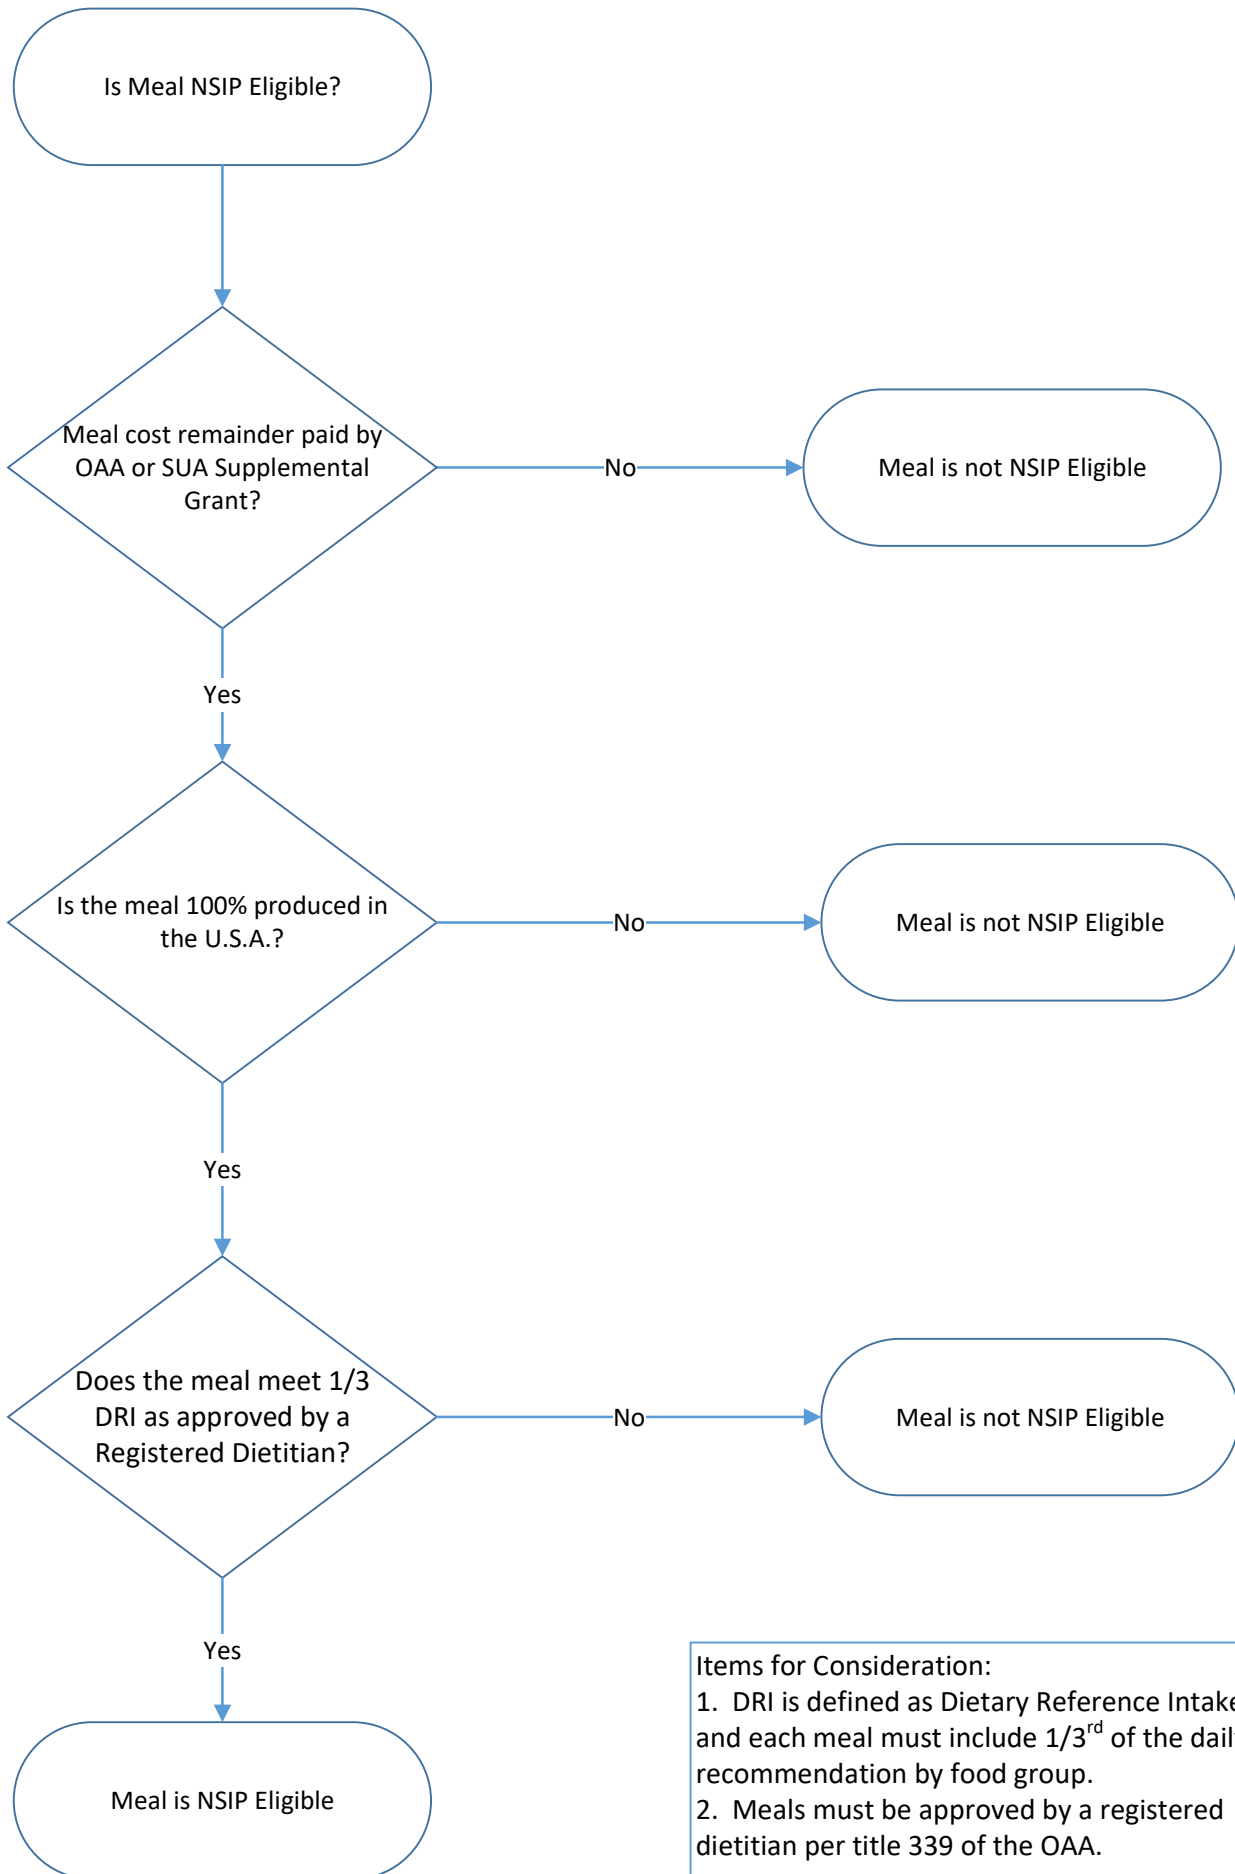 Is Meal NSIP Eligible?
Meal cost remainder paid by
OAA or SUA Supplemental
Grant?
No
Meal is not NSIP Eligible
Yes
Is the meal 100% produced in
the U.S.A.?
No
Meal is not NSIP Eligible
Yes
Does the meal meet 1/3
DRI as approved by a
Registered Dietitian?
No
Meal is not NSIP Eligible
Yes
Meal is NSIP Eligible
Items for Consideration:
1. DRI is defined as Dietary Reference Intake
and each meal must include 1/3rd of the dail
recommendation by food group.
2. Meals must be approved by a registered
dietitian per title 339 of the OAA.